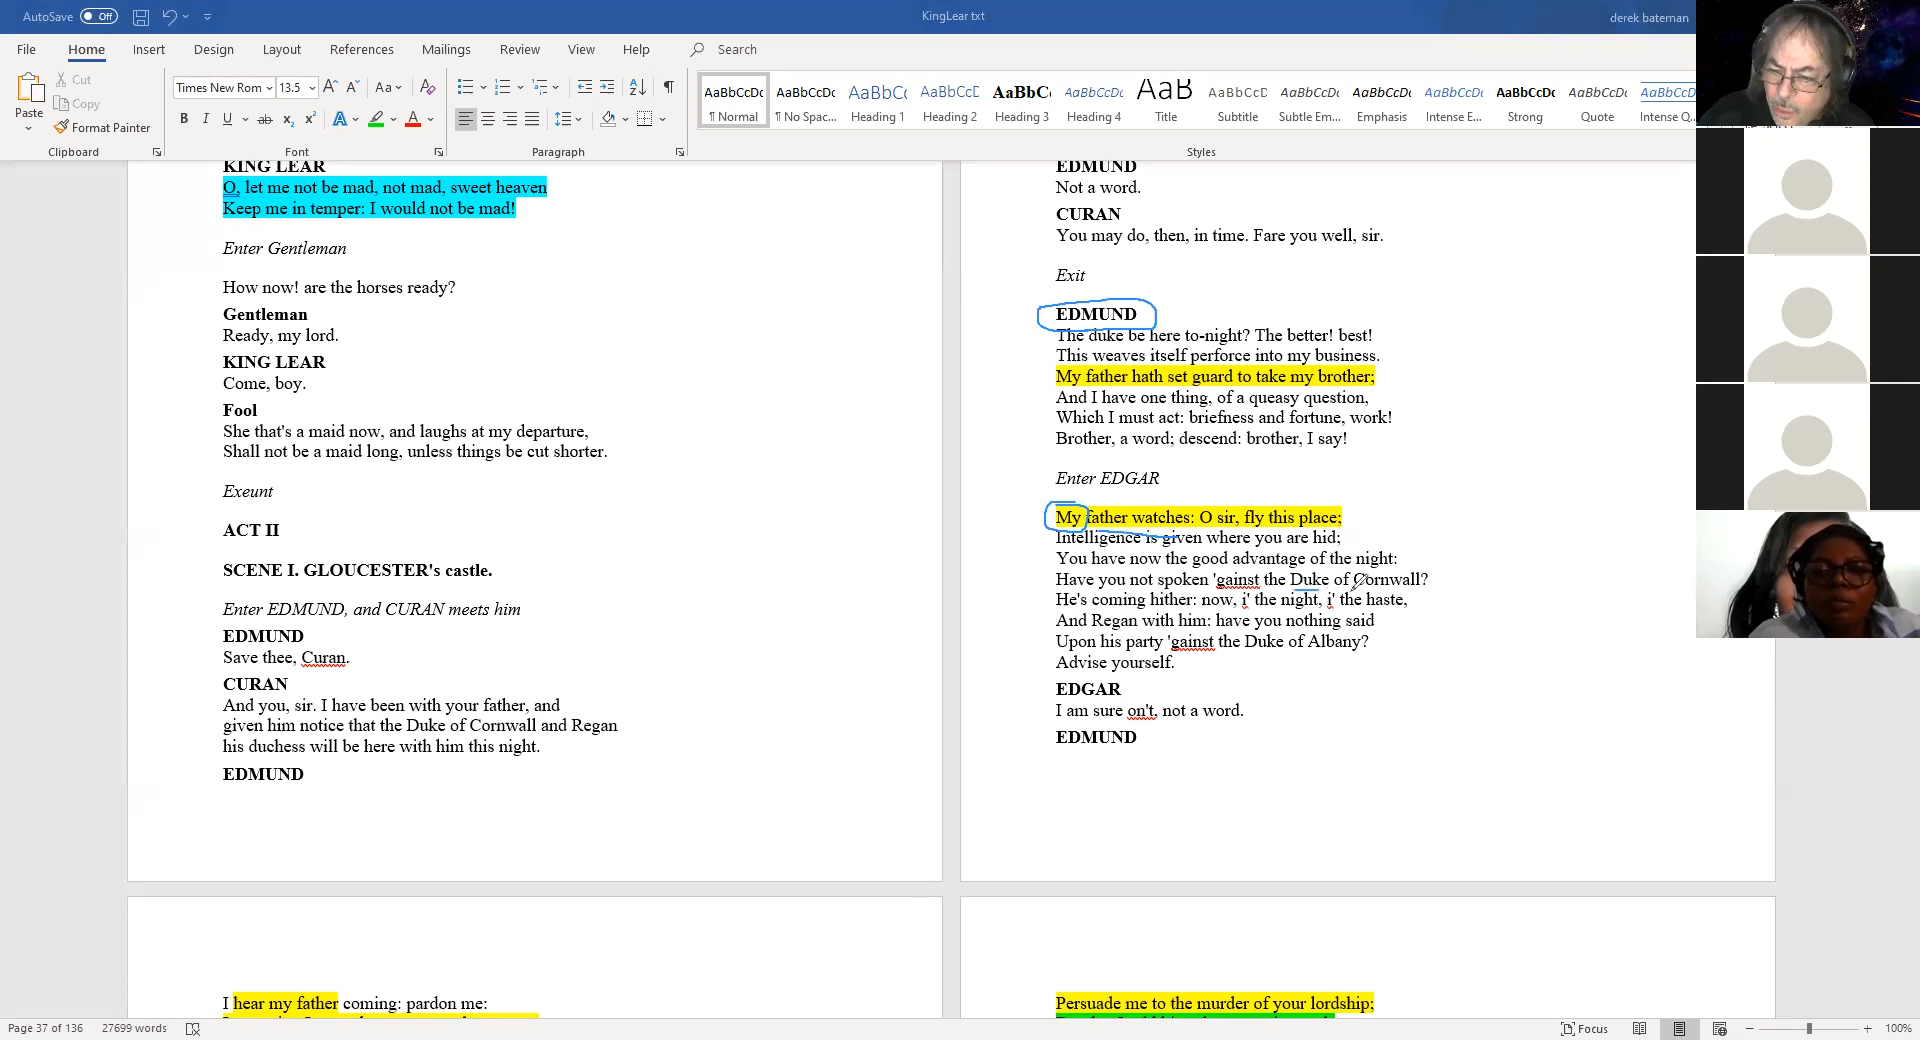 AutoSave Off
KingLear txt
derek bateman
File Home Insert Design Layout References Mailings Review View Help Search
Paste
Cut
Copy
Format Painter
Clipboard
Times New Rom 13.5
Font
Paragraph
AaBbCcDc ¶ Normal
AaBbCcDc ¶ No Spac...
AaBbCc Heading 1
AaBbCcD Heading 2
AaBbC Heading 3
AaBbCcDc Heading 4
AaB Title
AaBbCcD Subtitle
AaBbCcDc Subtle Em...
AaBbCcDc Emphasis
AaBbCcDc Intense E...
AaBbCcDc Strong
AaBbCcDc Quote
AaBbCcDc Intense Q...
Styles
KING LEAR
O, let me not be mad, not mad, sweet heaven
Keep me in temper: I would not be mad!
Enter Gentleman
How now! are the horses ready?
Gentleman
Ready, my lord.
KING LEAR
Come, boy.
Fool
She that's a maid now, and laughs at my departure,
Shall not be a maid long, unless things be cut shorter.
Exeunt
ACT II
SCENE I. GLOUCESTER's castle.
Enter EDMUND, and CURAN meets him
EDMUND
Save thee, Curan.
CURAN
And you, sir. I have been with your father, and
given him notice that the Duke of Cornwall and Regan
his duchess will be here with him this night.
EDMUND
EDMUND
Not a word.
CURAN
You may do, then, in time. Fare you well, sir.
Exit
EDMUND
The duke be here to-night? The better! best!
This weaves itself perforce into my business.
My father hath set guard to take my brother;
And I have one thing, of a queasy question,
Which I must act: briefness and fortune, work!
Brother, a word; descend: brother, I say!
Enter EDGAR
My father watches: O sir, fly this place;
Intelligence is given where you are hid;
You have now the good advantage of the night:
Have you not spoken 'gainst the Duke of Cornwall?
He's coming hither: now, i' the night, i' the haste,
And Regan with him: have you nothing said
Upon his party 'gainst the Duke of Albany?
Advise yourself.
EDGAR
I am sure on't, not a word.
EDMUND
I hear my father coming: pardon me:
Persuade me to the murder of your lordship;
Page 37 of 136 27699 words
Focus
100%